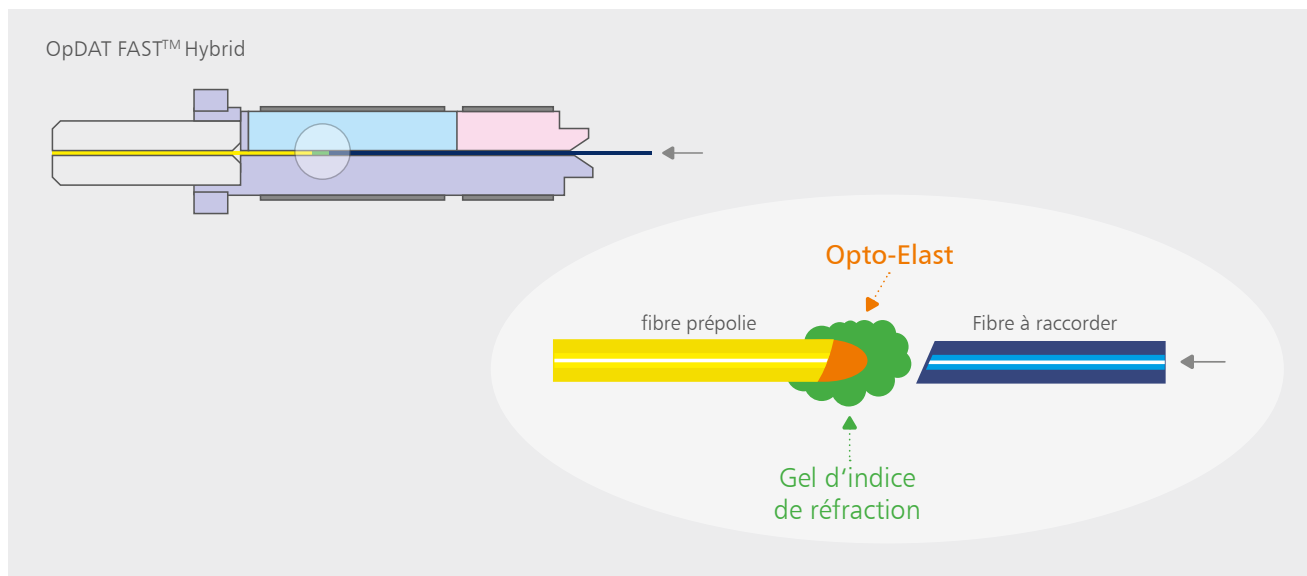 OpDAT FAST™ Hybrid
Opto-Elast
fibre prépolie
Fibre à raccorder
Gel d’indice
de réfraction